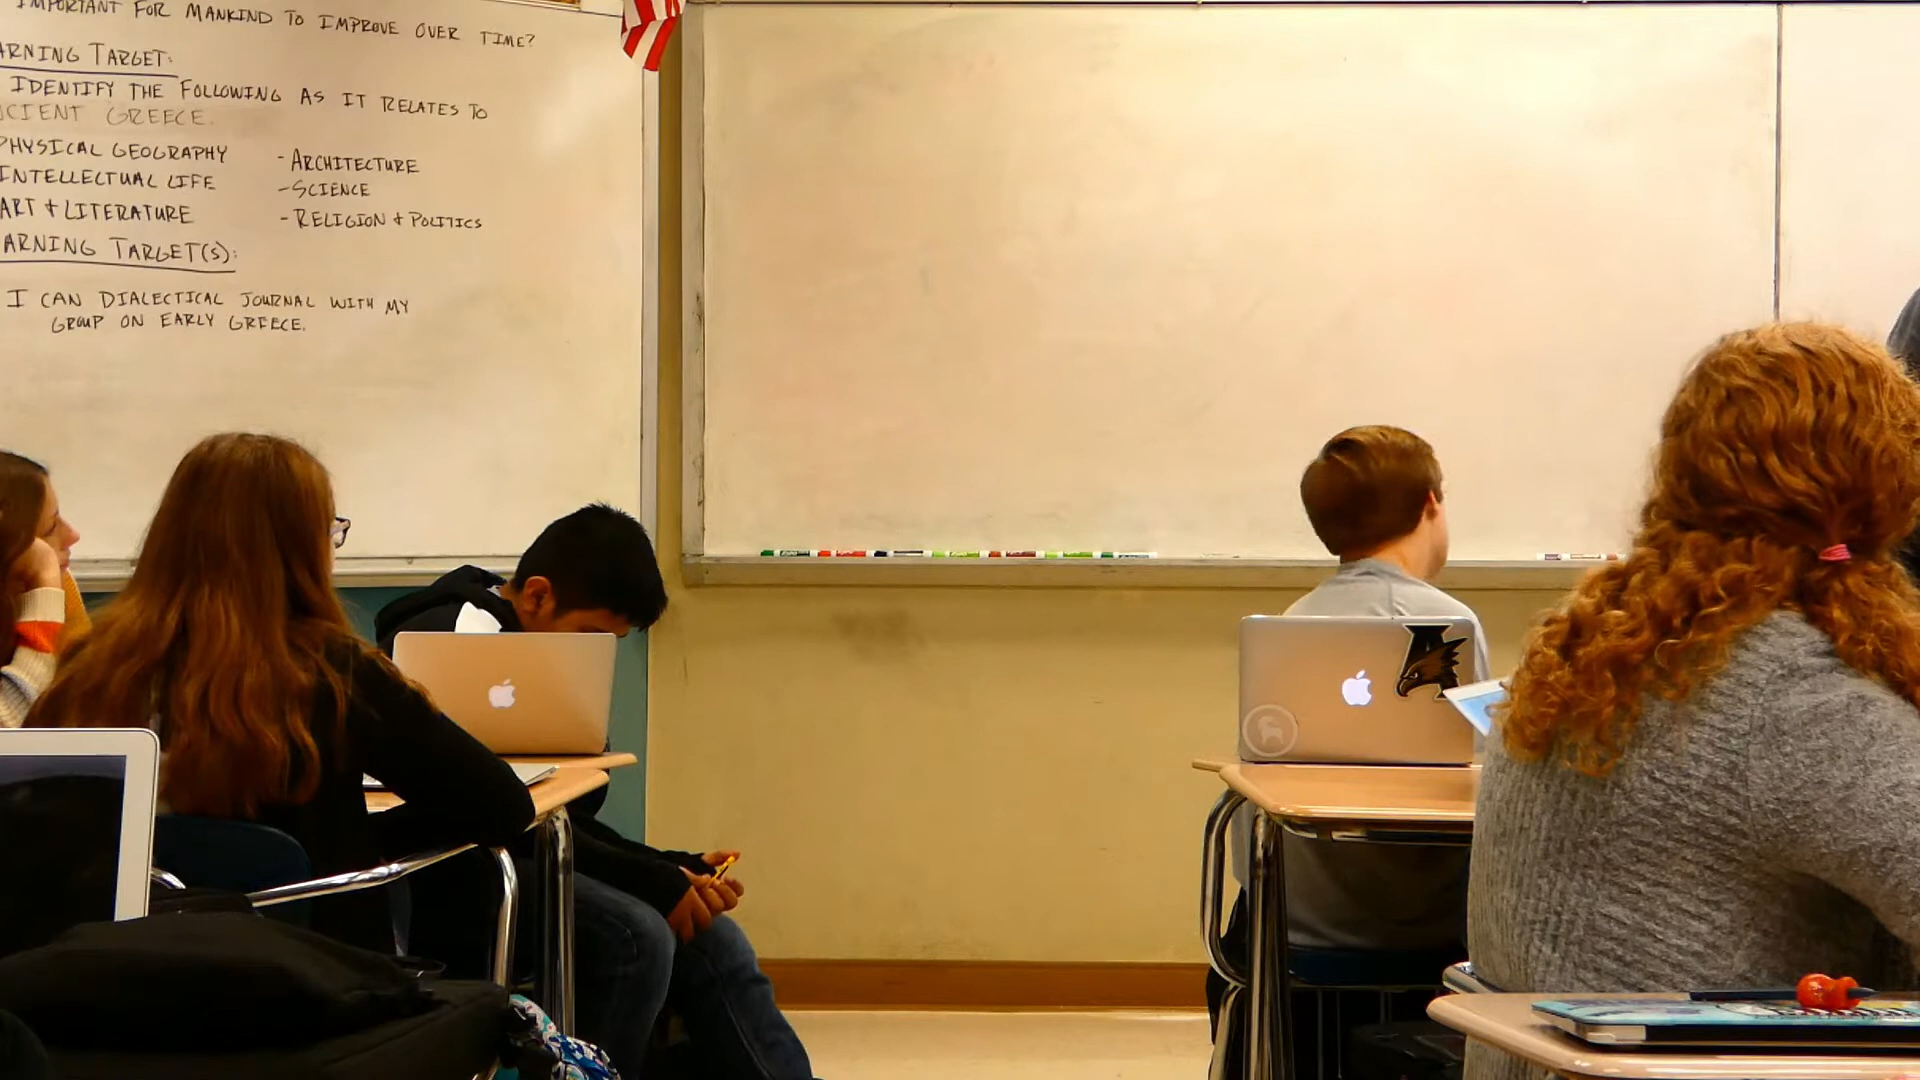 IMPORTANT FOR MANKIND TO IMPROVE OVER TIME?
ARNING TARGET:
IDENTIFY THE FOLLOWING AS IT RELATES TO
NCIENT GREECE.
PHYSICAL GEOGRAPHY
INTELLECTUAL LIFE
ART + LITERATURE
- ARCHITECTURE
- SCIENCE
- RELIGION + POLITICS
ARNING TARGET(S):
I CAN DIALECTICAL JOURNAL WITH MY
GROUP ON EARLY GREECE.
A